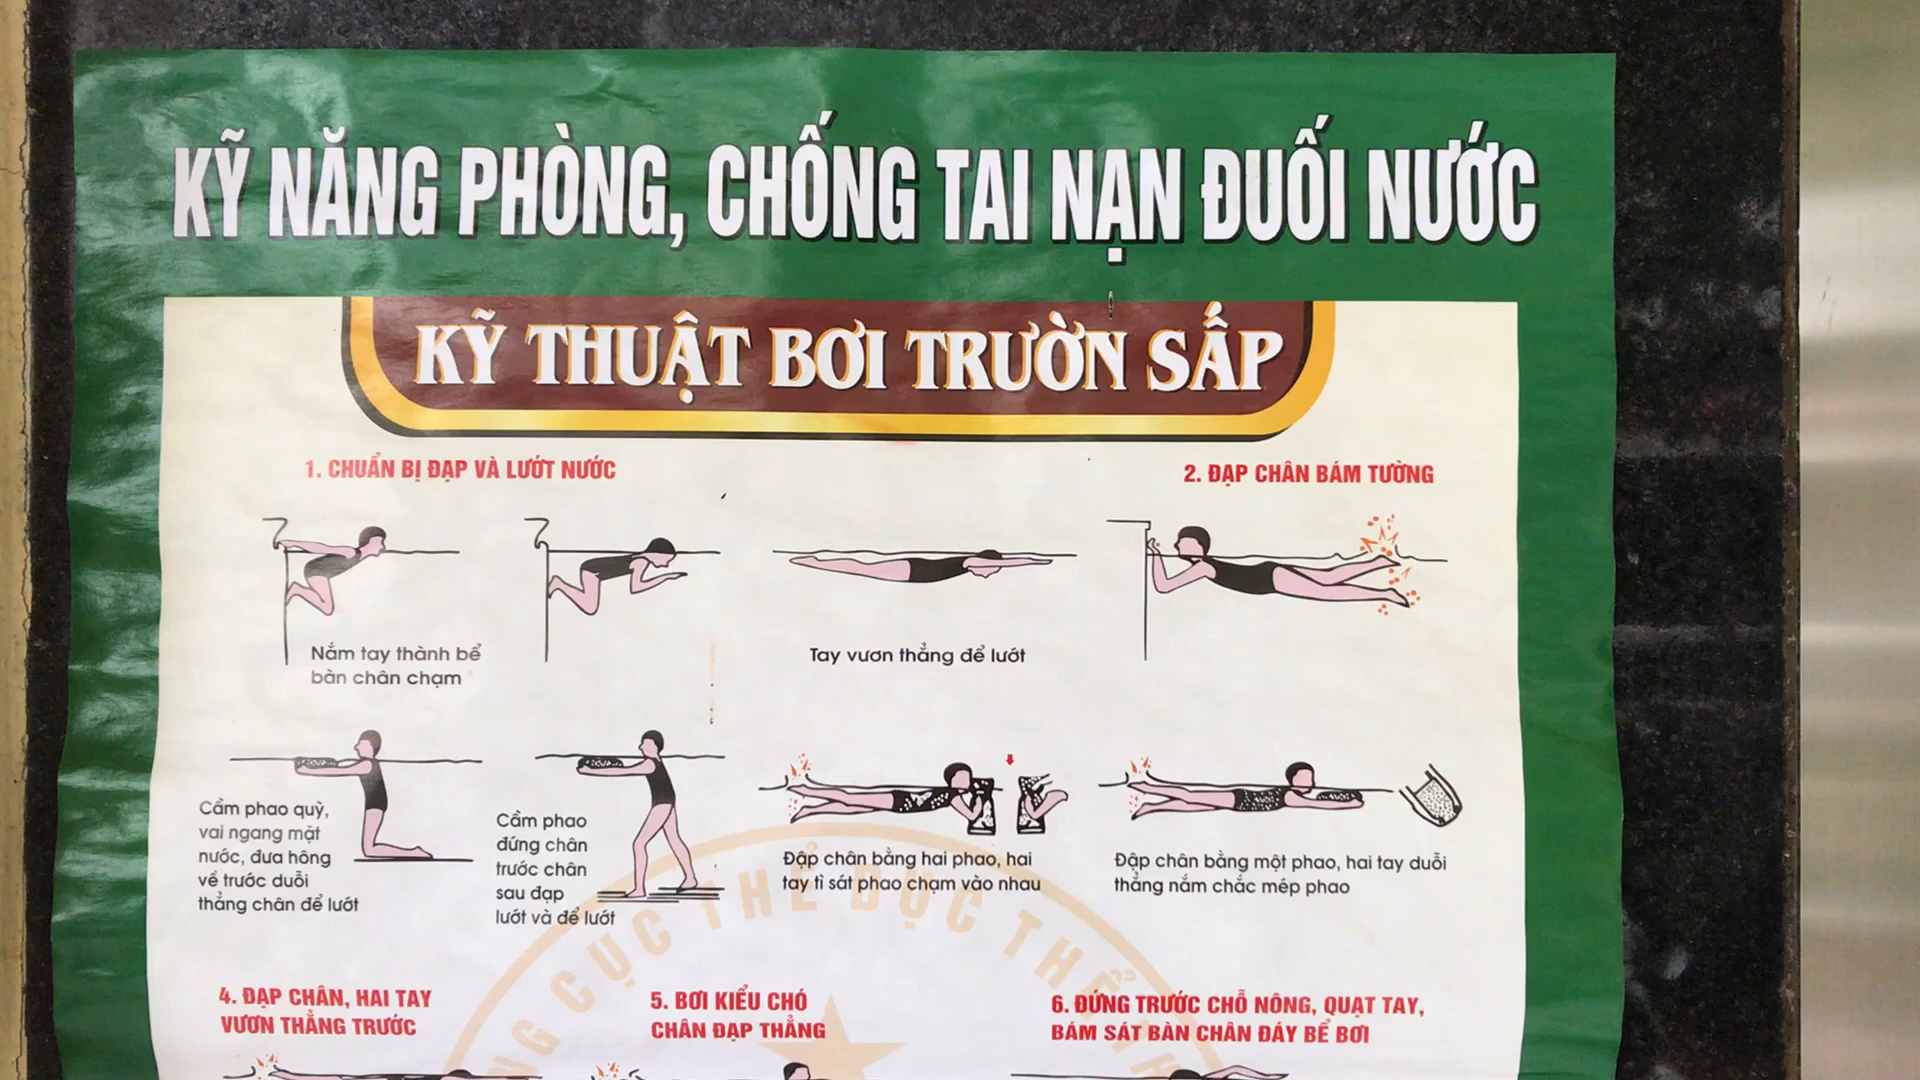 KỸ NĂNG PHÒNG, CHỐNG TAI NẠN ĐUỐI NƯỚC
KỸ THUẬT BƠI TRƯỜN SẤP
1. CHUẨN BỊ ĐẠP VÀ LƯỚT NƯỚC
2. ĐẠP CHÂN BÁM TƯỜNG
Nắm tay thành bể
bàn chân chạm
Tay vươn thẳng để lướt
Cầm phao quỳ,
vai ngang mặt
nước, đưa hông
về trước duỗi
thẳng chân để lướt
Cầm phao
đứng chân
trước chân
sau đạp
lướt và để lướt
Đập chân bằng hai phao, hai
tay tì sát phao chạm vào nhau
Đập chân bằng một phao, hai tay duỗi
thẳng nắm chắc mép phao
CỤC THỂ DỤC THỂ
4. ĐẠP CHÂN, HAI TAY
VƯƠN THẲNG TRƯỚC
5. BƠI KIỂU CHÓ
CHÂN ĐẠP THẲNG
6. ĐỨNG TRƯỚC CHỖ NÔNG, QUẠT TAY,
BÁM SÁT BÀN CHÂN ĐÁY BỂ BƠI